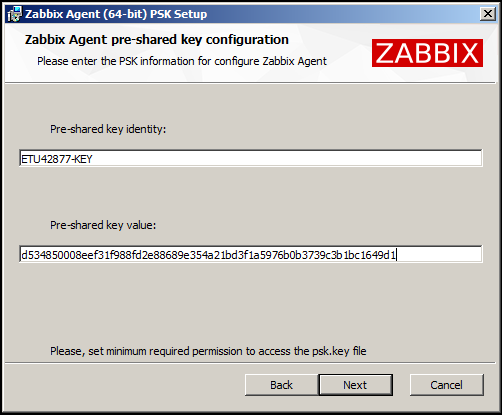 Zabbix Agent (64-bit) PSK Setup
Zabbix Agent pre-shared key configuration
Please enter the PSK information for configure Zabbix Agent
ZABBIX
Pre-shared key identity:
ETU42877-KEY
Pre-shared key value:
d534850008eef31f988fd2e88689e354a21bd3f1a5976b0b3739c3b1bc1649d1
Please, set minimum required permission to access the psk.key file
Back
Next
Cancel